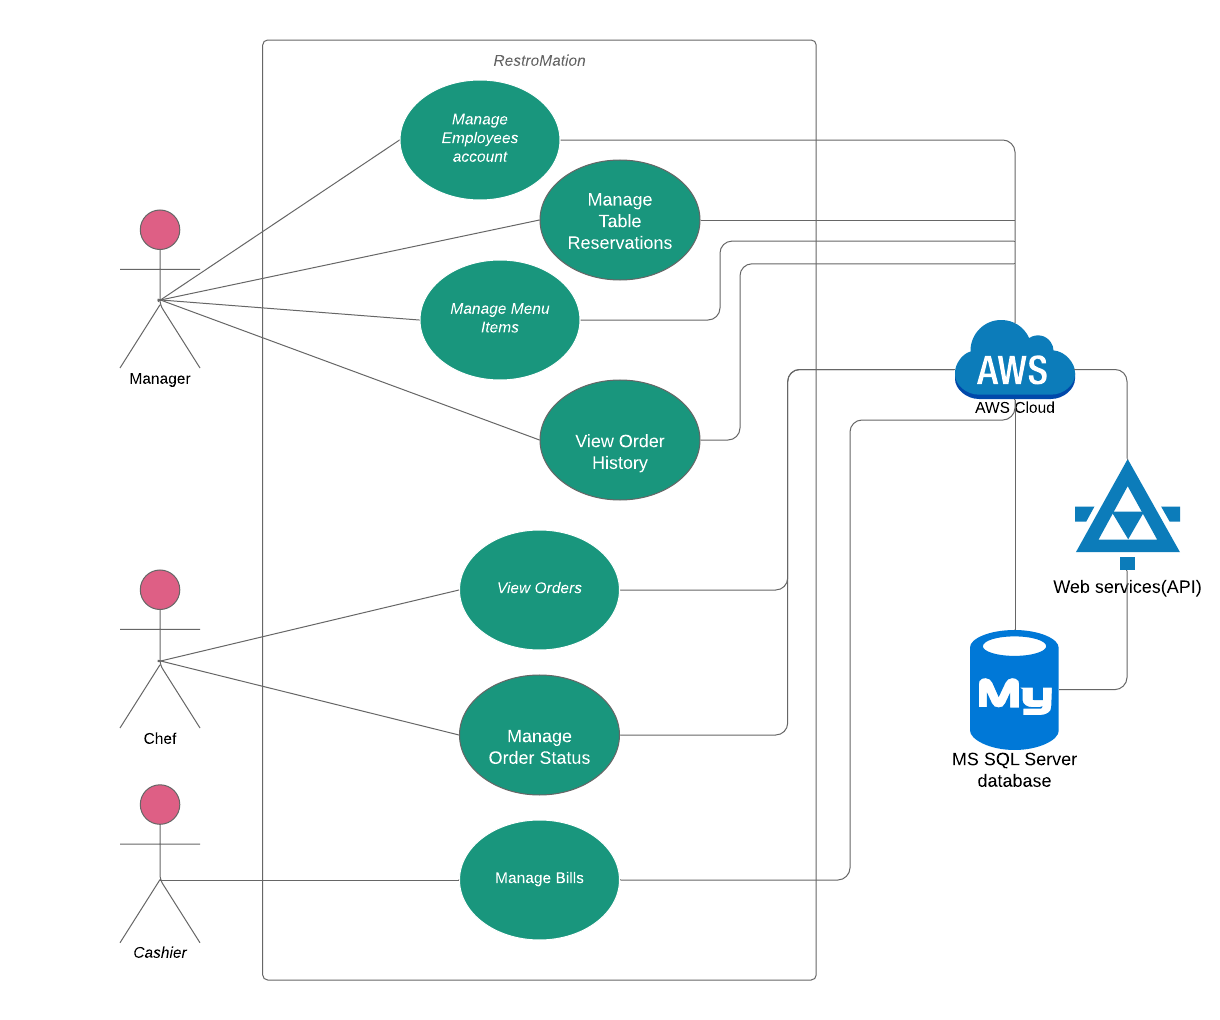 RestroMation
Manage
Employees
account
Manage
Table
Reservations
Manage Menu
Items
Manager
View Order
History
AWS
AWS Cloud
View Orders
Web services(API)
Chef
Manage
Order Status
My
MS SQL Server
database
Manage Bills
Cashier